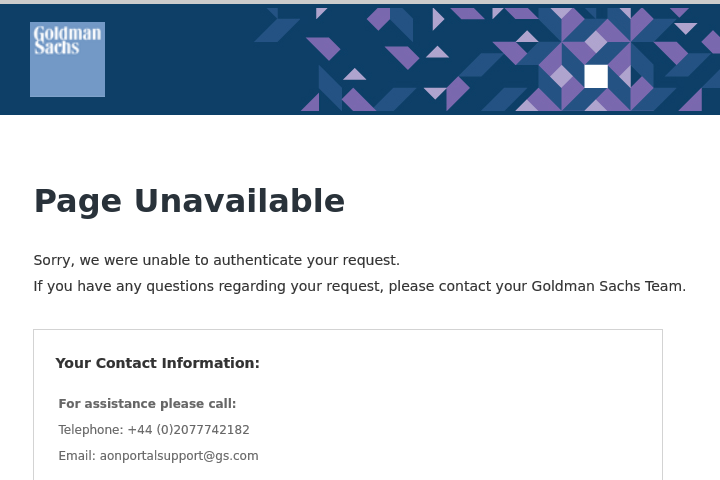 Goldman
Sachs
Page Unavailable
Sorry, we were unable to authenticate your request.
If you have any questions regarding your request, please contact your Goldman Sachs Team.
Your Contact Information:
For assistance please call:
Telephone: +44 (0)2077742182
Email: aonportalsupport@gs.com